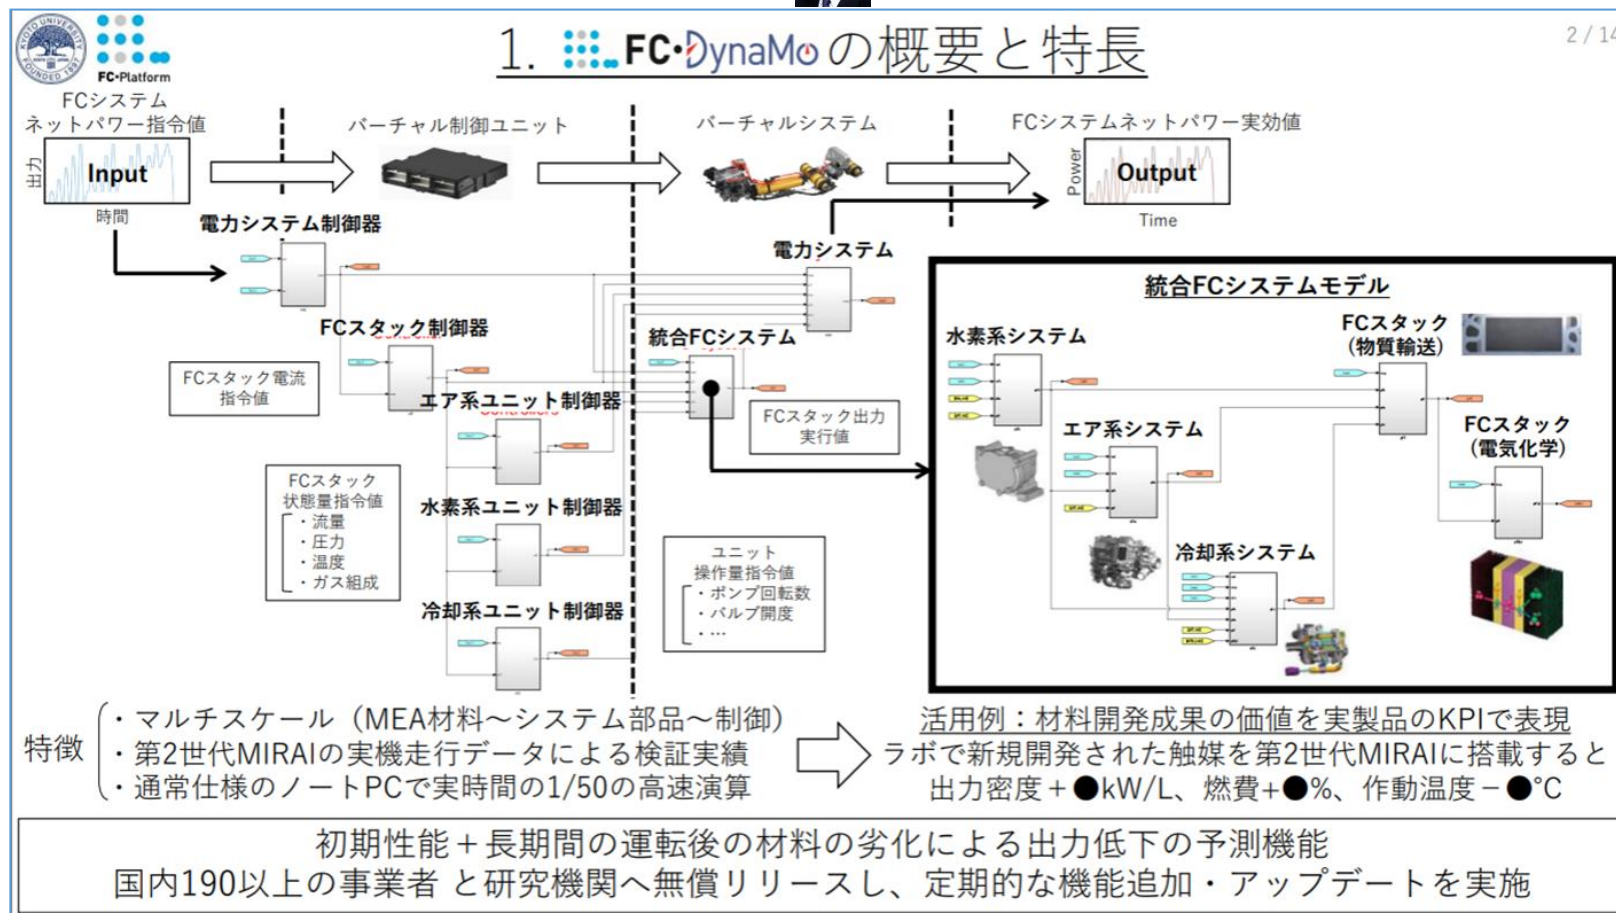 KYOTO UNIVERSITY
FOUNDED 1897
FC•Platform
1. FC•DynaMo の概要と特長
2 / 14
FCシステム
ネットパワー指令値
バーチャル制御ユニット
バーチャルシステム
FCシステムネットパワー実効値
出力
Input
時間
Power
Output
Time
電力システム制御器
電力システム
FCスタック制御器
統合FCシステム
FCスタック電流
指令値
エア系ユニット制御器
FCスタック出力
実行値
FCスタック
状態量指令値
・流量
・圧力
・温度
・ガス組成
水素系ユニット制御器
ユニット
操作量指令値
・ポンプ回転数
・バルブ開度
・…
冷却系ユニット制御器
統合FCシステムモデル
水素系システム
FCスタック
(物質輸送)
エア系システム
FCスタック
(電気化学)
冷却系システム
特徴
・マルチスケール（MEA材料～システム部品～制御）
・第2世代MIRAIの実機走行データによる検証実績
・通常仕様のノートPCで実時間の1/50の高速演算
活用例：材料開発成果の価値を実製品のKPIで表現
ラボで新規開発された触媒を第2世代MIRAIに搭載すると
出力密度＋●kW/L、燃費+●%、作動温度－●°C
初期性能＋長期間の運転後の材料の劣化による出力低下の予測機能
国内190以上の事業者 と研究機関へ無償リリースし、定期的な機能追加・アップデートを実施